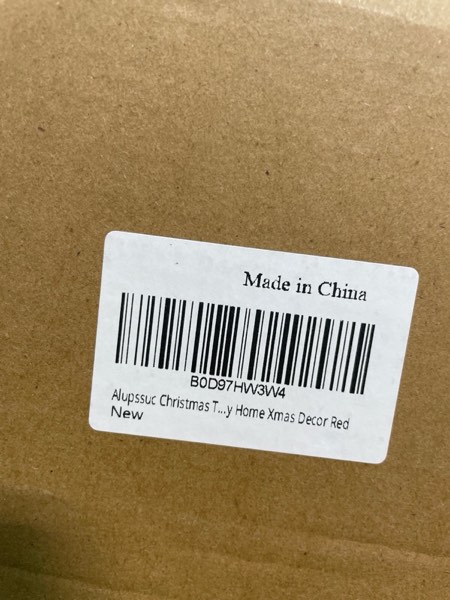 Made in China
B0D97HW3W4
Alupssuc Christmas T...y Home Xmas Decor Red
New